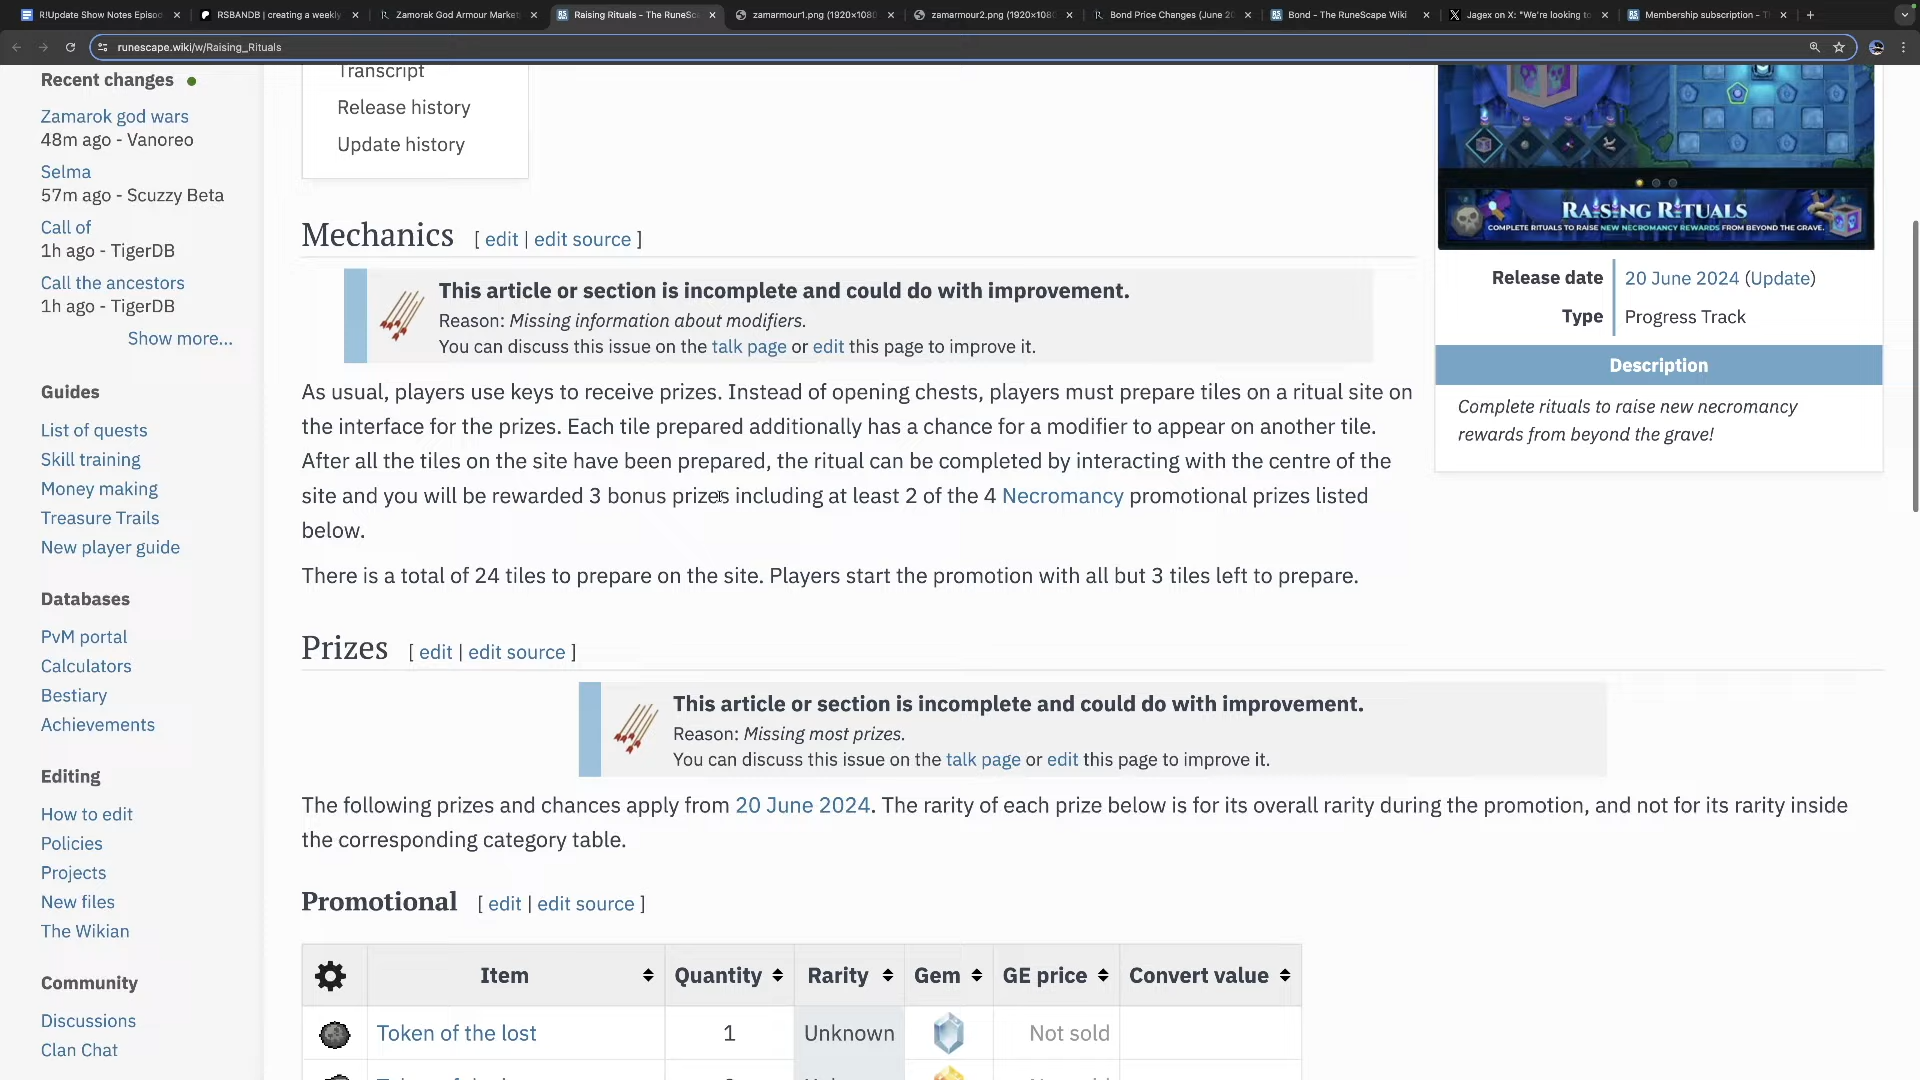 R!Update Show Notes Episod
RSBANDB | creating a weekly
Zamorak God Armour Market
Raising Rituals - The RuneSca
zamarmour1.png (1920×1080
zamarmour2.png (1920×1080
Bond Price Changes (June 20
Bond - The RuneScape Wiki
Jagex on X: "We're looking to
Membership subscription - T
runescape.wiki/w/Raising_Rituals
Recent changes
Zamarok god wars
48m ago - Vanoreo
Selma
57m ago - Scuzzy Beta
Call of
1h ago - TigerDB
Call the ancestors
1h ago - TigerDB
Show more...
Guides
List of quests
Skill training
Money making
Treasure Trails
New player guide
Databases
PvM portal
Calculators
Bestiary
Achievements
Editing
How to edit
Policies
Projects
New files
The Wikian
Community
Discussions
Clan Chat
Transcript
Release history
Update history
Mechanics [ edit | edit source ]
This article or section is incomplete and could do with improvement.
Reason: Missing information about modifiers.
You can discuss this issue on the talk page or edit this page to improve it.
As usual, players use keys to receive prizes. Instead of opening chests, players must prepare tiles on a ritual site on
the interface for the prizes. Each tile prepared additionally has a chance for a modifier to appear on another tile.
After all the tiles on the site have been prepared, the ritual can be completed by interacting with the centre of the
site and you will be rewarded 3 bonus prizes including at least 2 of the 4 Necromancy promotional prizes listed
below.
There is a total of 24 tiles to prepare on the site. Players start the promotion with all but 3 tiles left to prepare.
Prizes [ edit | edit source ]
This article or section is incomplete and could do with improvement.
Reason: Missing most prizes.
You can discuss this issue on the talk page or edit this page to improve it.
The following prizes and chances apply from 20 June 2024. The rarity of each prize below is for its overall rarity during the promotion, and not for its rarity inside
the corresponding category table.
Promotional [ edit | edit source ]
Item Quantity Rarity Gem GE price Convert value
Token of the lost 1 Unknown Not sold
RAISING RITUALS
COMPLETE RITUALS TO RAISE NEW NECROMANCY REWARDS FROM BEYOND THE GRAVE.
Release date 20 June 2024 (Update)
Type Progress Track
Description
Complete rituals to raise new necromancy
rewards from beyond the grave!